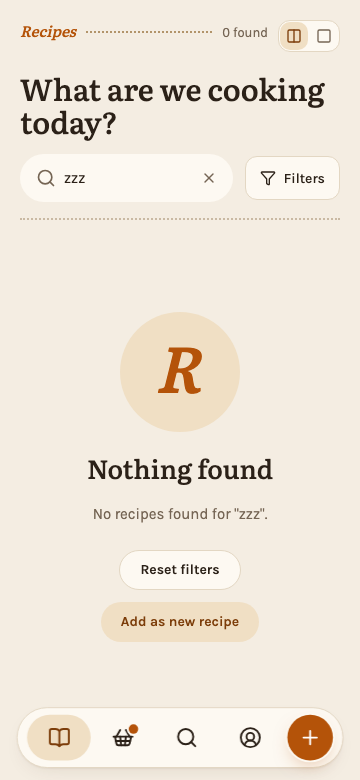 Recipes
0 found
What are we cooking
today?
zzz
Filters
R
Nothing found
No recipes found for "zzz".
Reset filters
Add as new recipe